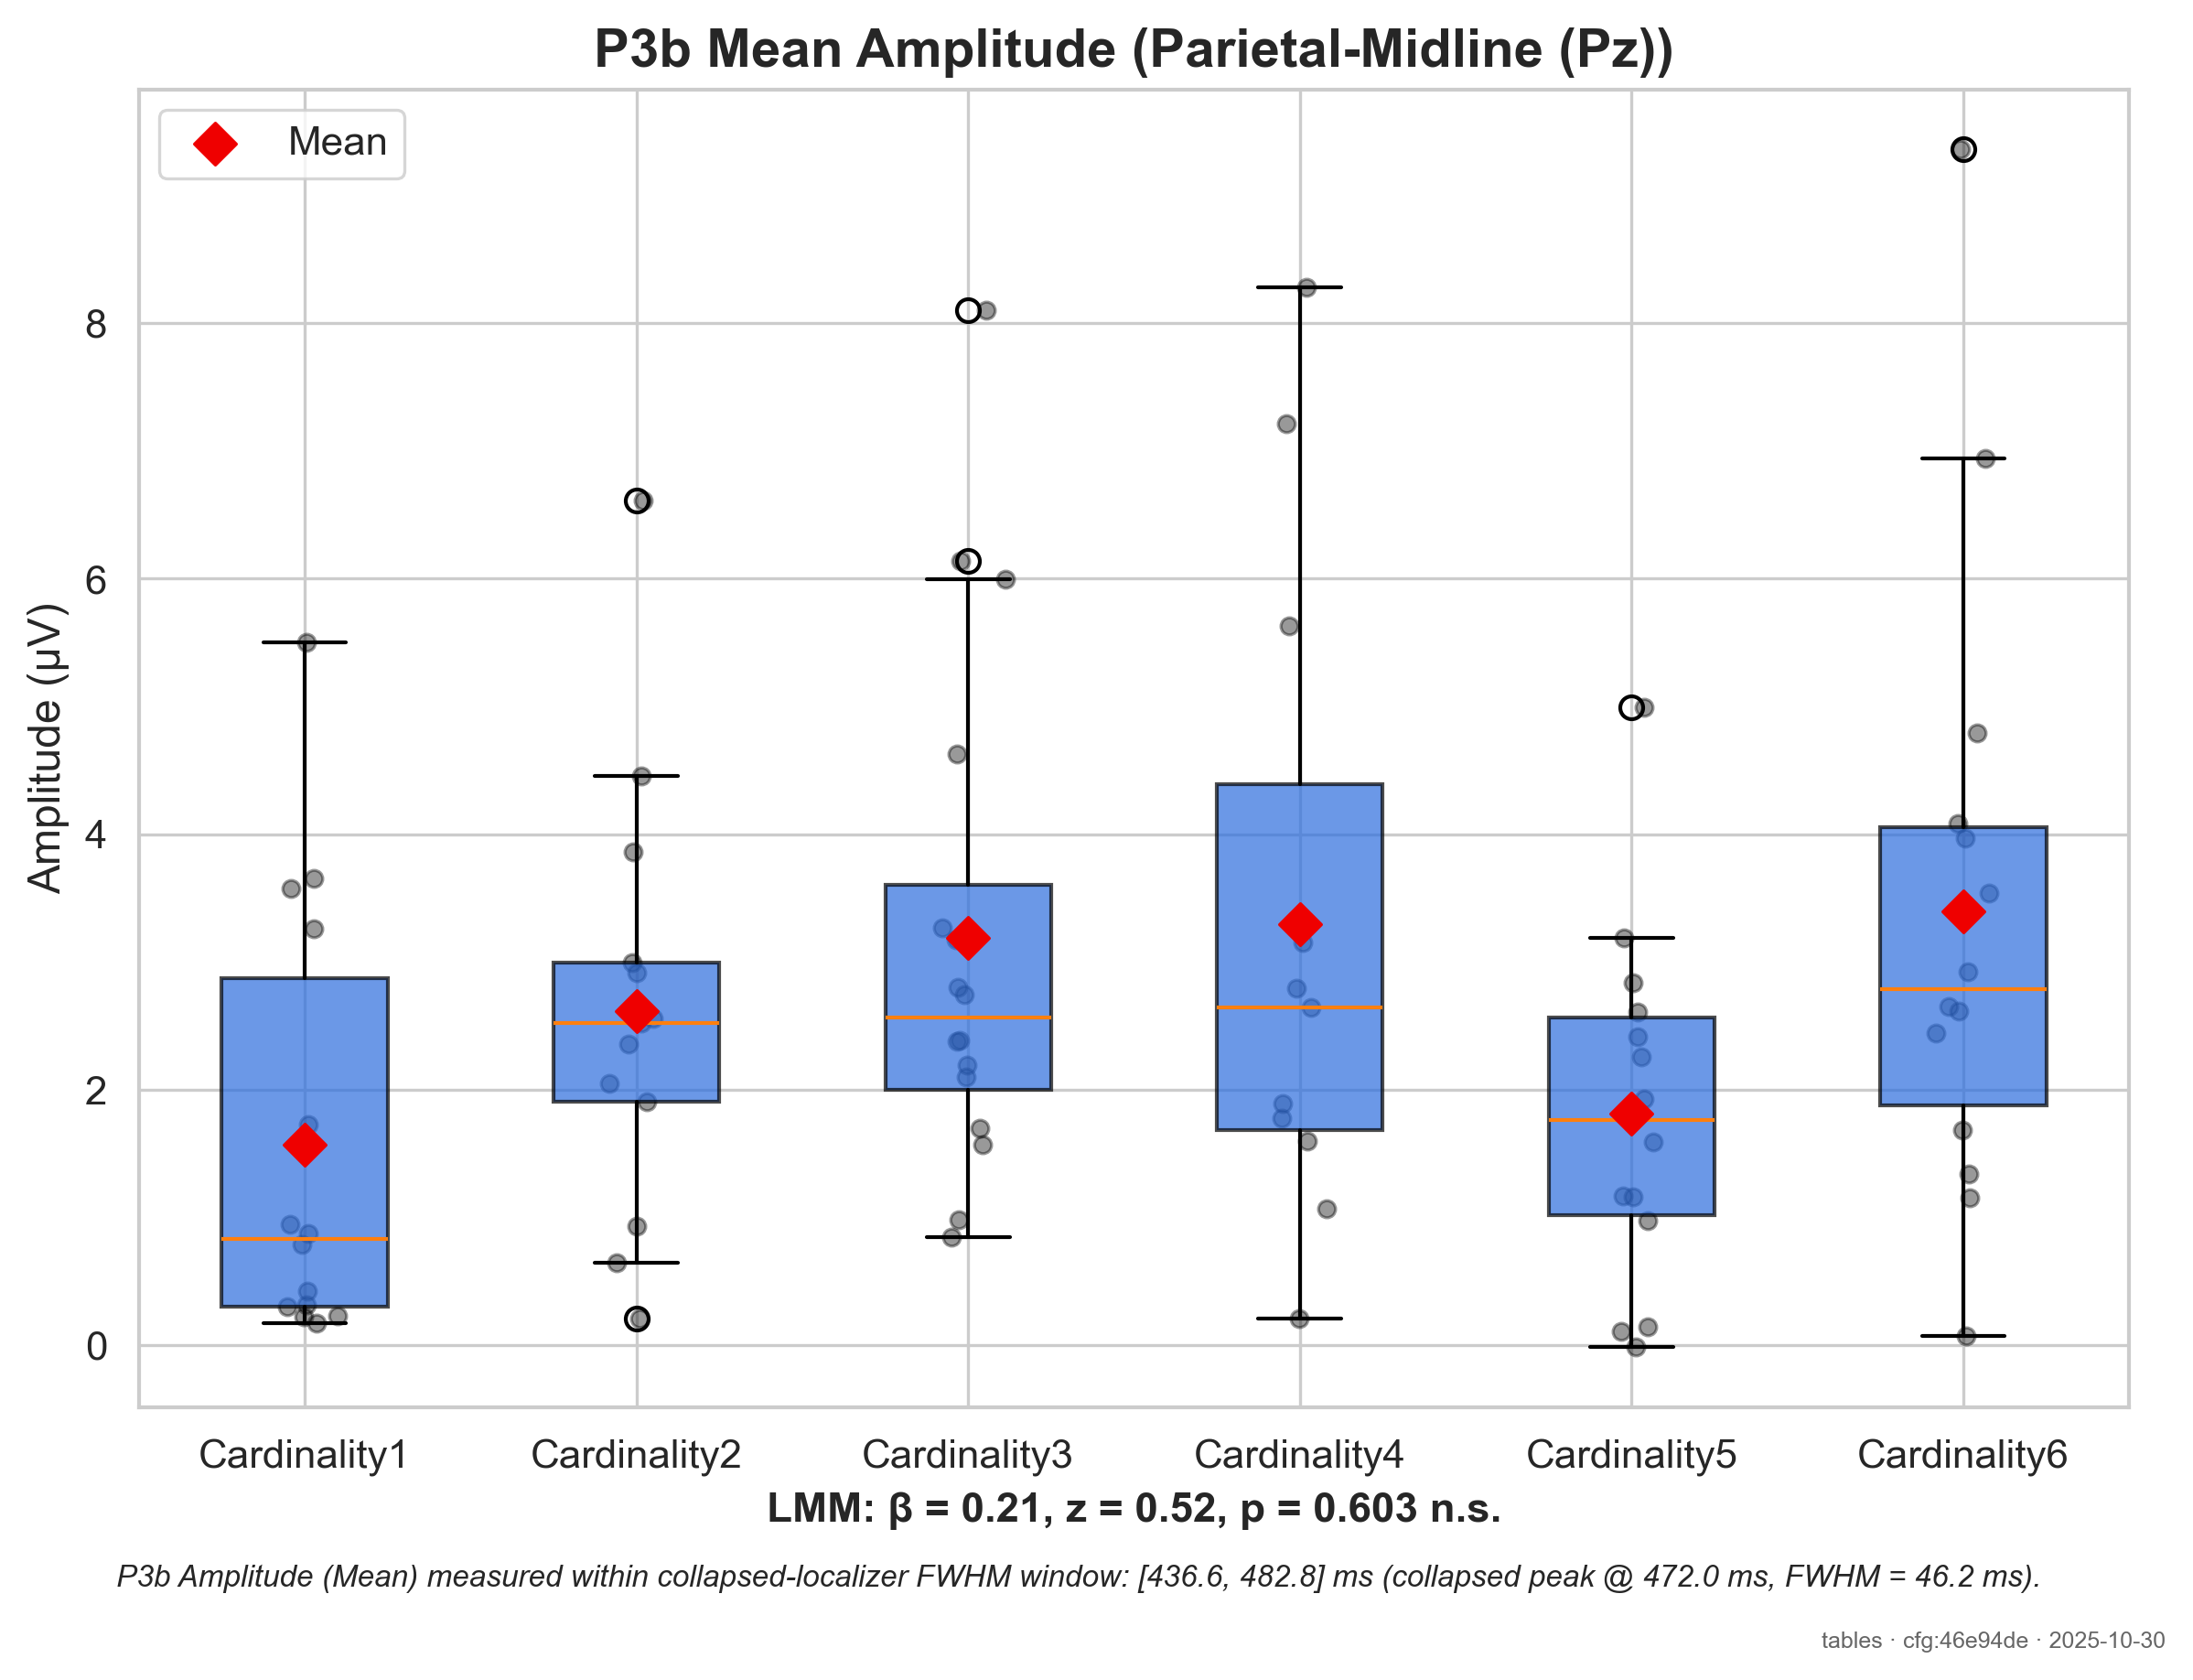 P3b Mean Amplitude (Parietal-Midline (Pz))
Mean
Amplitude (µV)
8
6
4
2
0
Cardinality1 Cardinality2 Cardinality3 Cardinality4 Cardinality5 Cardinality6
LMM: β = 0.21, z = 0.52, p = 0.603 n.s.
P3b Amplitude (Mean) measured within collapsed-localizer FWHM window: [436.6, 482.8] ms (collapsed peak @ 472.0 ms, FWHM = 46.2 ms).
tables · cfg:46e94de · 2025-10-30